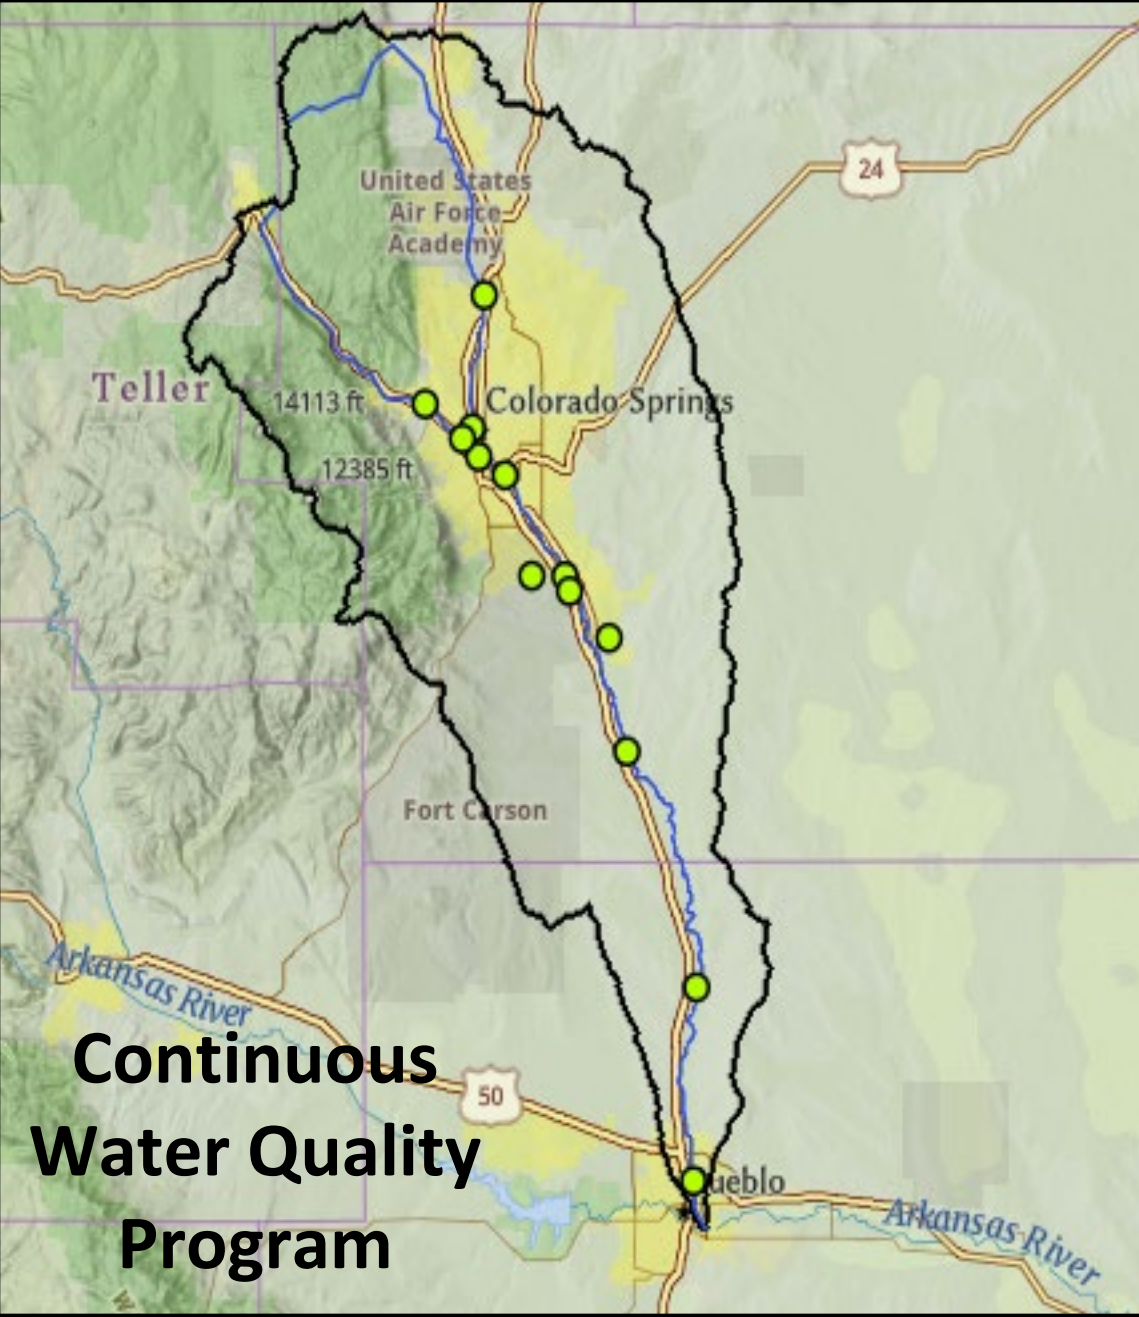 24
United States
Air Force
Academy
Teller
14113 ft
Colorado Springs
12385 ft
Fort Carson
Arkansas River
Continuous
Water Quality
Program
50
ueblo
Arkansas River
W